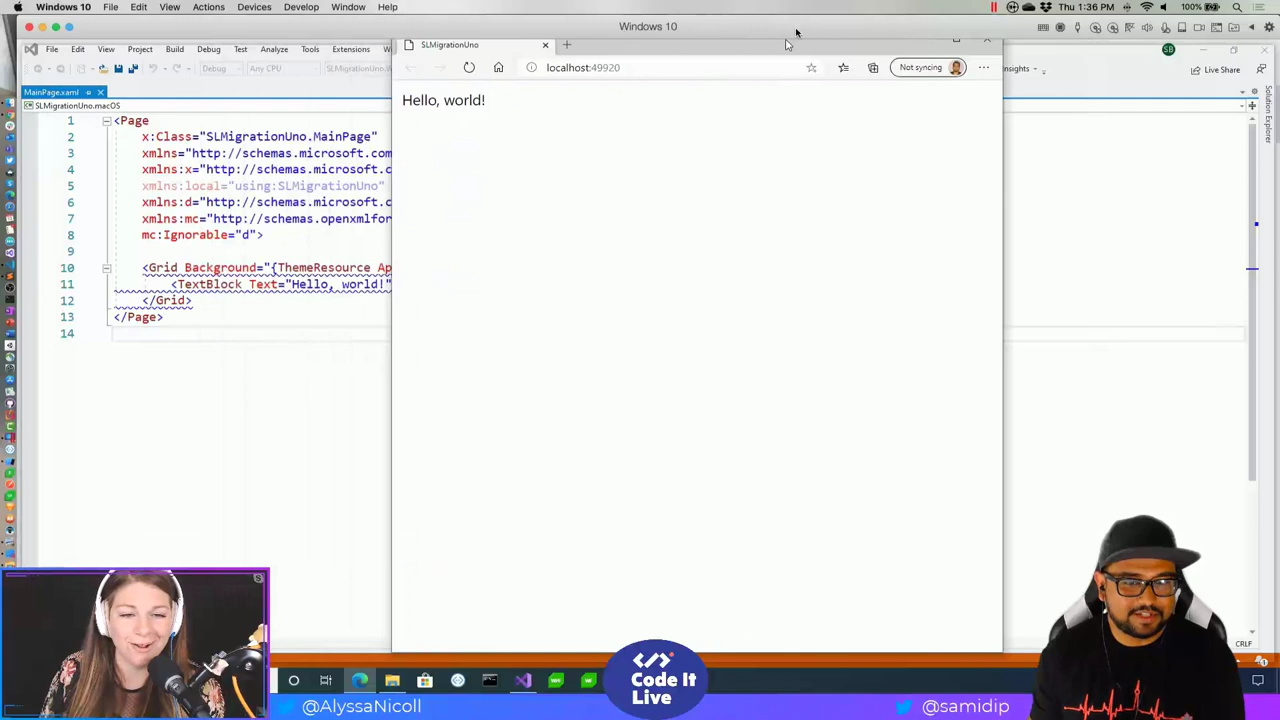 Windows 10 File Edit View Actions Devices Develop Window Help Thu 1:36 PM 100%
Windows 10
File Edit View Project Build Debug Test Analyze Tools Extensions SB
SLMigrationUno
Debug Any CPU SLMigrationUno. localhost:49920 Not syncing Live Share
MainPage.xaml
SLMigrationUno.macOS
Solution Explorer
Hello, world!
1 <Page
2 x:Class="SLMigrationUno.MainPage"
3 xmlns="http://schemas.microsoft.com
4 xmlns:x="http://schemas.microsoft.c
5 xmlns:local="using:SLMigrationUno"
6 xmlns:d="http://schemas.microsoft.c
7 xmlns:mc="http://schemas.openxmlfor
8 mc:Ignorable="d">
9
10 <Grid Background="{ThemeResource Ap
11 <TextBlock Text="Hello, world!"
12 </Grid>
13 </Page>
14
CRLF
Code It
Live
@AlyssaNicoll
@samidip